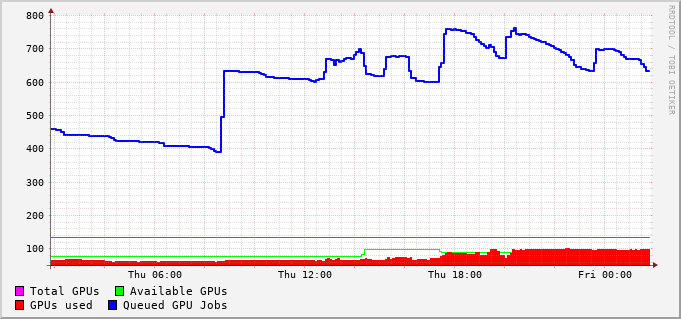 800
700
600
500
400
300
200
100
Thu 06:00 Thu 12:00 Thu 18:00 Fri 00:00
Total GPUs Available GPUs
GPUs used Queued GPU Jobs
RRDTOOL / TOBI OETIKER